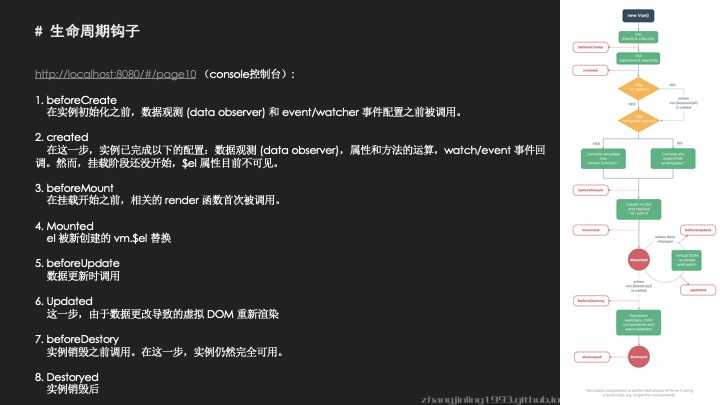 # 生命周期钩子
http://localhost:8080/#/page10 （console控制台）:
1. beforeCreate
在实例初始化之前，数据观测 (data observer) 和 event/watcher 事件配置之前被调用。
2. created
在这一步，实例已完成以下的配置：数据观测 (data observer)，属性和方法的运算，watch/event 事件回
调。然而，挂载阶段还没开始，$el 属性目前不可见。
3. beforeMount
在挂载开始之前，相关的 render 函数首次被调用。
4. Mounted
el 被新创建的 vm.$el 替换
5. beforeUpdate
数据更新时调用
6. Updated
这一步，由于数据更改导致的虚拟 DOM 重新渲染
7. beforeDestory
实例销毁之前调用。在这一步，实例仍然完全可用。
8. Destoryed
实例销毁后
zhangjinling1993.github.io
new Vue()
Init
Events & Lifecycle
beforeCreate
Init
injections & reactivity
created
Has
"el" option?
NO
when
vm.$mount(el)
is called
YES
Has
"template" option?
YES
NO
Compile template
into
render function *
Compile el's
outerHTML
as template *
beforeMount
Create vm.$el
and replace
"el" with it
mounted
when data
changes
beforeUpdate
Mounted
Virtual DOM
re-render
and patch
updated
when
vm.$destroy()
is called
beforeDestroy
Teardown
watchers, child
components and
event listeners
destroyed
Destroyed
* template compilation is performed ahead-of-time if using
a build step, e.g. single-file components